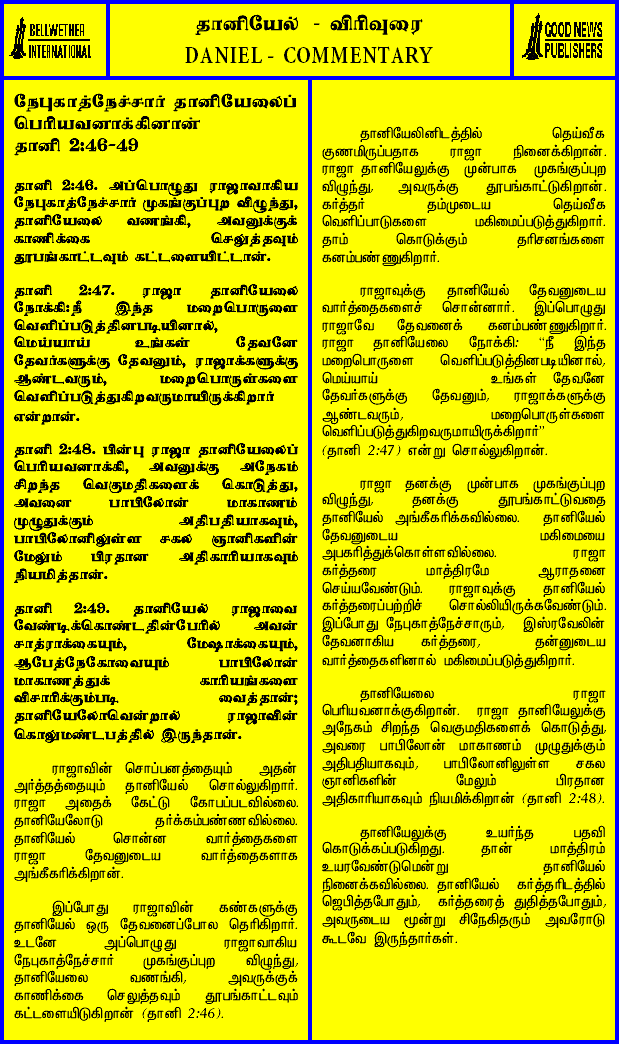 BELLWETHER
INTERNATIONAL
தானியேல் - விரிவுரை
DANIEL - COMMENTARY
GOOD NEWS
PUBLISHERS
நேபுகாத்நேச்சார் தானியேலைப்
பெரியவனாக்கினான்
தானி 2:46-49
தானி 2:46. அப்பொழுது ராஜாவாகிய
நேபுகாத்நேச்சார் முகங்குப்புற விழுந்து,
தானியேலை வணங்கி, அவனுக்குக்
காணிக்கை செலுத்தவும்
தூபங்காட்டவும் கட்டளையிட்டான்.
தானி 2:47. ராஜா தானியேலை
நோக்கி:நீ இந்த மறைபொருளை
வெளிப்படுத்தினபடியினால்,
மெய்யாய் உங்கள் தேவனே
தேவர்களுக்கு தேவனும், ராஜாக்களுக்கு
ஆண்டவரும், மறைபொருள்களை
வெளிப்படுத்துகிறவருமாயிருக்கிறார்
என்றான்.
தானி 2:48. பின்பு ராஜா தானியேலைப்
பெரியவனாக்கி, அவனுக்கு அநேகம்
சிறந்த வெகுமதிகளைக் கொடுத்து,
அவனை பாபிலோன் மாகாணம்
முழுதுக்கும் அதிபதியாகவும்,
பாபிலோனிலுள்ள சகல ஞானிகளின்
மேலும் பிரதான அதிகாரியாகவும்
நியமித்தான்.
தானி 2:49. தானியேல் ராஜாவை
வேண்டிக்கொண்டதின்பேரில் அவன்
சாத்ராக்கையும், மேஷாக்கையும்,
ஆபேத்நேகோவையும் பாபிலோன்
மாகாணத்துக் காரியங்களை
விசாரிக்கும்படி வைத்தான்;
தானியேலோவென்றால் ராஜாவின்
கொலுமண்டபத்தில் இருந்தான்.
ராஜாவின் சொப்பனத்தையும் அதன்
அர்த்தத்தையும் தானியேல் சொல்லுகிறார்.
ராஜா அதைக் கேட்டு கோபப்படவில்லை.
தானியேலோடு தர்க்கம்பண்ணவில்லை.
தானியேல் சொன்ன வார்த்தைகளை
ராஜா தேவனுடைய வார்த்தைகளாக
அங்கீகரிக்கிறான்.
இப்போது ராஜாவின் கண்களுக்கு
தானியேல் ஒரு தேவனைப்போல தெரிகிறார்.
உடனே அப்பொழுது ராஜாவாகிய
நேபுகாத்நேச்சார் முகங்குப்புற விழுந்து,
தானியேலை வணங்கி, அவருக்குக்
காணிக்கை செலுத்தவும் தூபங்காட்டவும்
கட்டளையிடுகிறான் (தானி 2:46).
தானியேலினிடத்தில் தெய்வீக
குணமிருப்பதாக ராஜா நினைக்கிறான்.
ராஜா தானியேலுக்கு முன்பாக முகங்குப்புற
விழுந்து, அவருக்கு தூபங்காட்டுகிறான்.
கர்த்தர் தம்முடைய தெய்வீக
வெளிப்பாடுகளை மகிமைப்படுத்துகிறார்.
தாம் கொடுக்கும் தரிசனங்களை
கனம்பண்ணுகிறார்.
ராஜாவுக்கு தானியேல் தேவனுடைய
வார்த்தைகளைச் சொன்னார். இப்பொழுது
ராஜாவே தேவனைக் கனம்பண்ணுகிறார்.
ராஜா தானியேலை நோக்கி: “நீ இந்த
மறைபொருளை வெளிப்படுத்தினபடியினால்,
மெய்யாய் உங்கள் தேவனே
தேவர்களுக்கு தேவனும், ராஜாக்களுக்கு
ஆண்டவரும், மறைபொருள்களை
வெளிப்படுத்துகிறவருமாயிருக்கிறார்”
(தானி 2:47) என்று சொல்லுகிறான்.
ராஜா தனக்கு முன்பாக முகங்குப்புற
விழுந்து, தனக்கு தூபங்காட்டுவதை
தானியேல் அங்கீகரிக்கவில்லை. தானியேல்
தேவனுடைய மகிமையை
அபகரித்துக்கொள்ளவில்லை. ராஜா
கர்த்தரை மாத்திரமே ஆராதனை
செய்யவேண்டும். ராஜாவுக்கு தானியேல்
கர்த்தரைப்பற்றிச் சொல்லியிருக்கவேண்டும்.
இப்போது நேபுகாத்நேச்சாரும், இஸ்ரவேலின்
தேவனாகிய கர்த்தரை, தன்னுடைய
வார்த்தைகளினால் மகிமைப்படுத்துகிறார்.
தானியேலை ராஜா
பெரியவனாக்குகிறான். ராஜா தானியேலுக்கு
அநேகம் சிறந்த வெகுமதிகளைக் கொடுத்து,
அவரை பாபிலோன் மாகாணம் முழுதுக்கும்
அதிபதியாகவும், பாபிலோனிலுள்ள சகல
ஞானிகளின் மேலும் பிரதான
அதிகாரியாகவும் நியமிக்கிறான் (தானி 2:48).
தானியேலுக்கு உயர்ந்த பதவி
கொடுக்கப்படுகிறது. தான் மாத்திரம்
உயரவேண்டுமென்று தானியேல்
நினைக்கவில்லை. தானியேல் கர்த்தரிடத்தில்
ஜெபித்தபோதும், கர்த்தரைத் துதித்தபோதும்,
அவருடைய மூன்று சிநேகிதரும் அவரோடு
கூடவே இருந்தார்கள்.